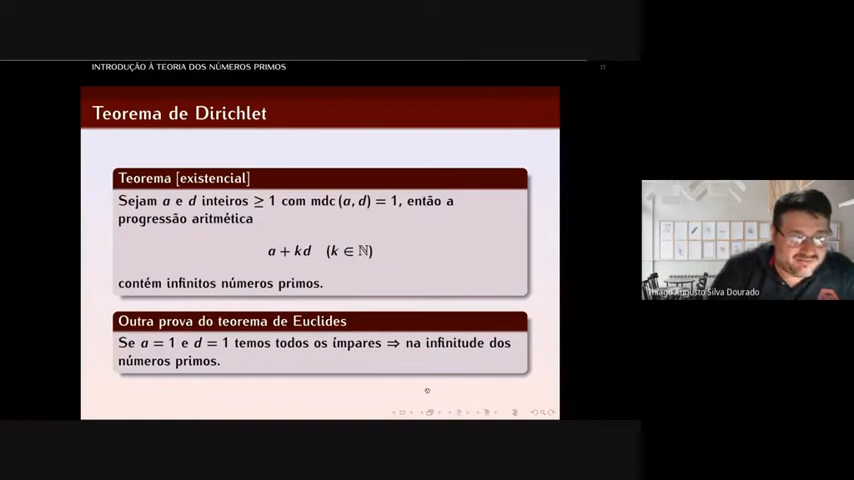 INTRODUÇÃO À TEORIA DOS NÚMEROS PRIMOS
Teorema de Dirichlet
Teorema [existencial]
Sejam a e d inteiros ≥ 1 com mdc (a, d) = 1, então a
progressão aritmética
a + kd (k ∈ ℕ)
contém infinitos números primos.
Outra prova do teorema de Euclides
Se a = 1 e d = 1 temos todos os ímpares ⇒ na infinitude dos
números primos.
Thiago Augusto Silva Dourado